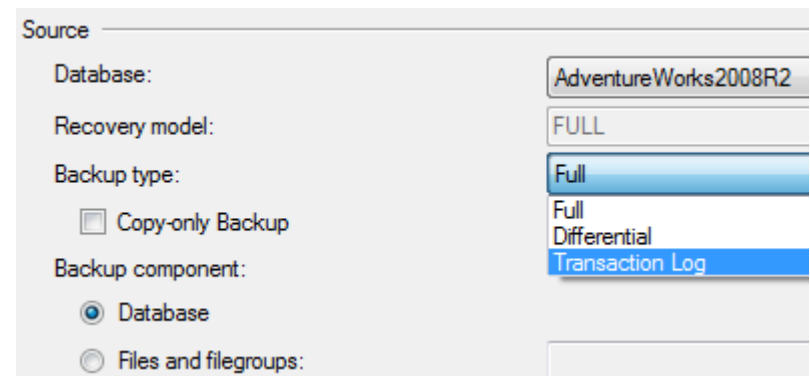 Source
Database: AdventureWorks2008R2
Recovery model: FULL
Backup type: Full
Full
Copy-only Backup
Differential
Transaction Log
Backup component:
Database
Files and filegroups: